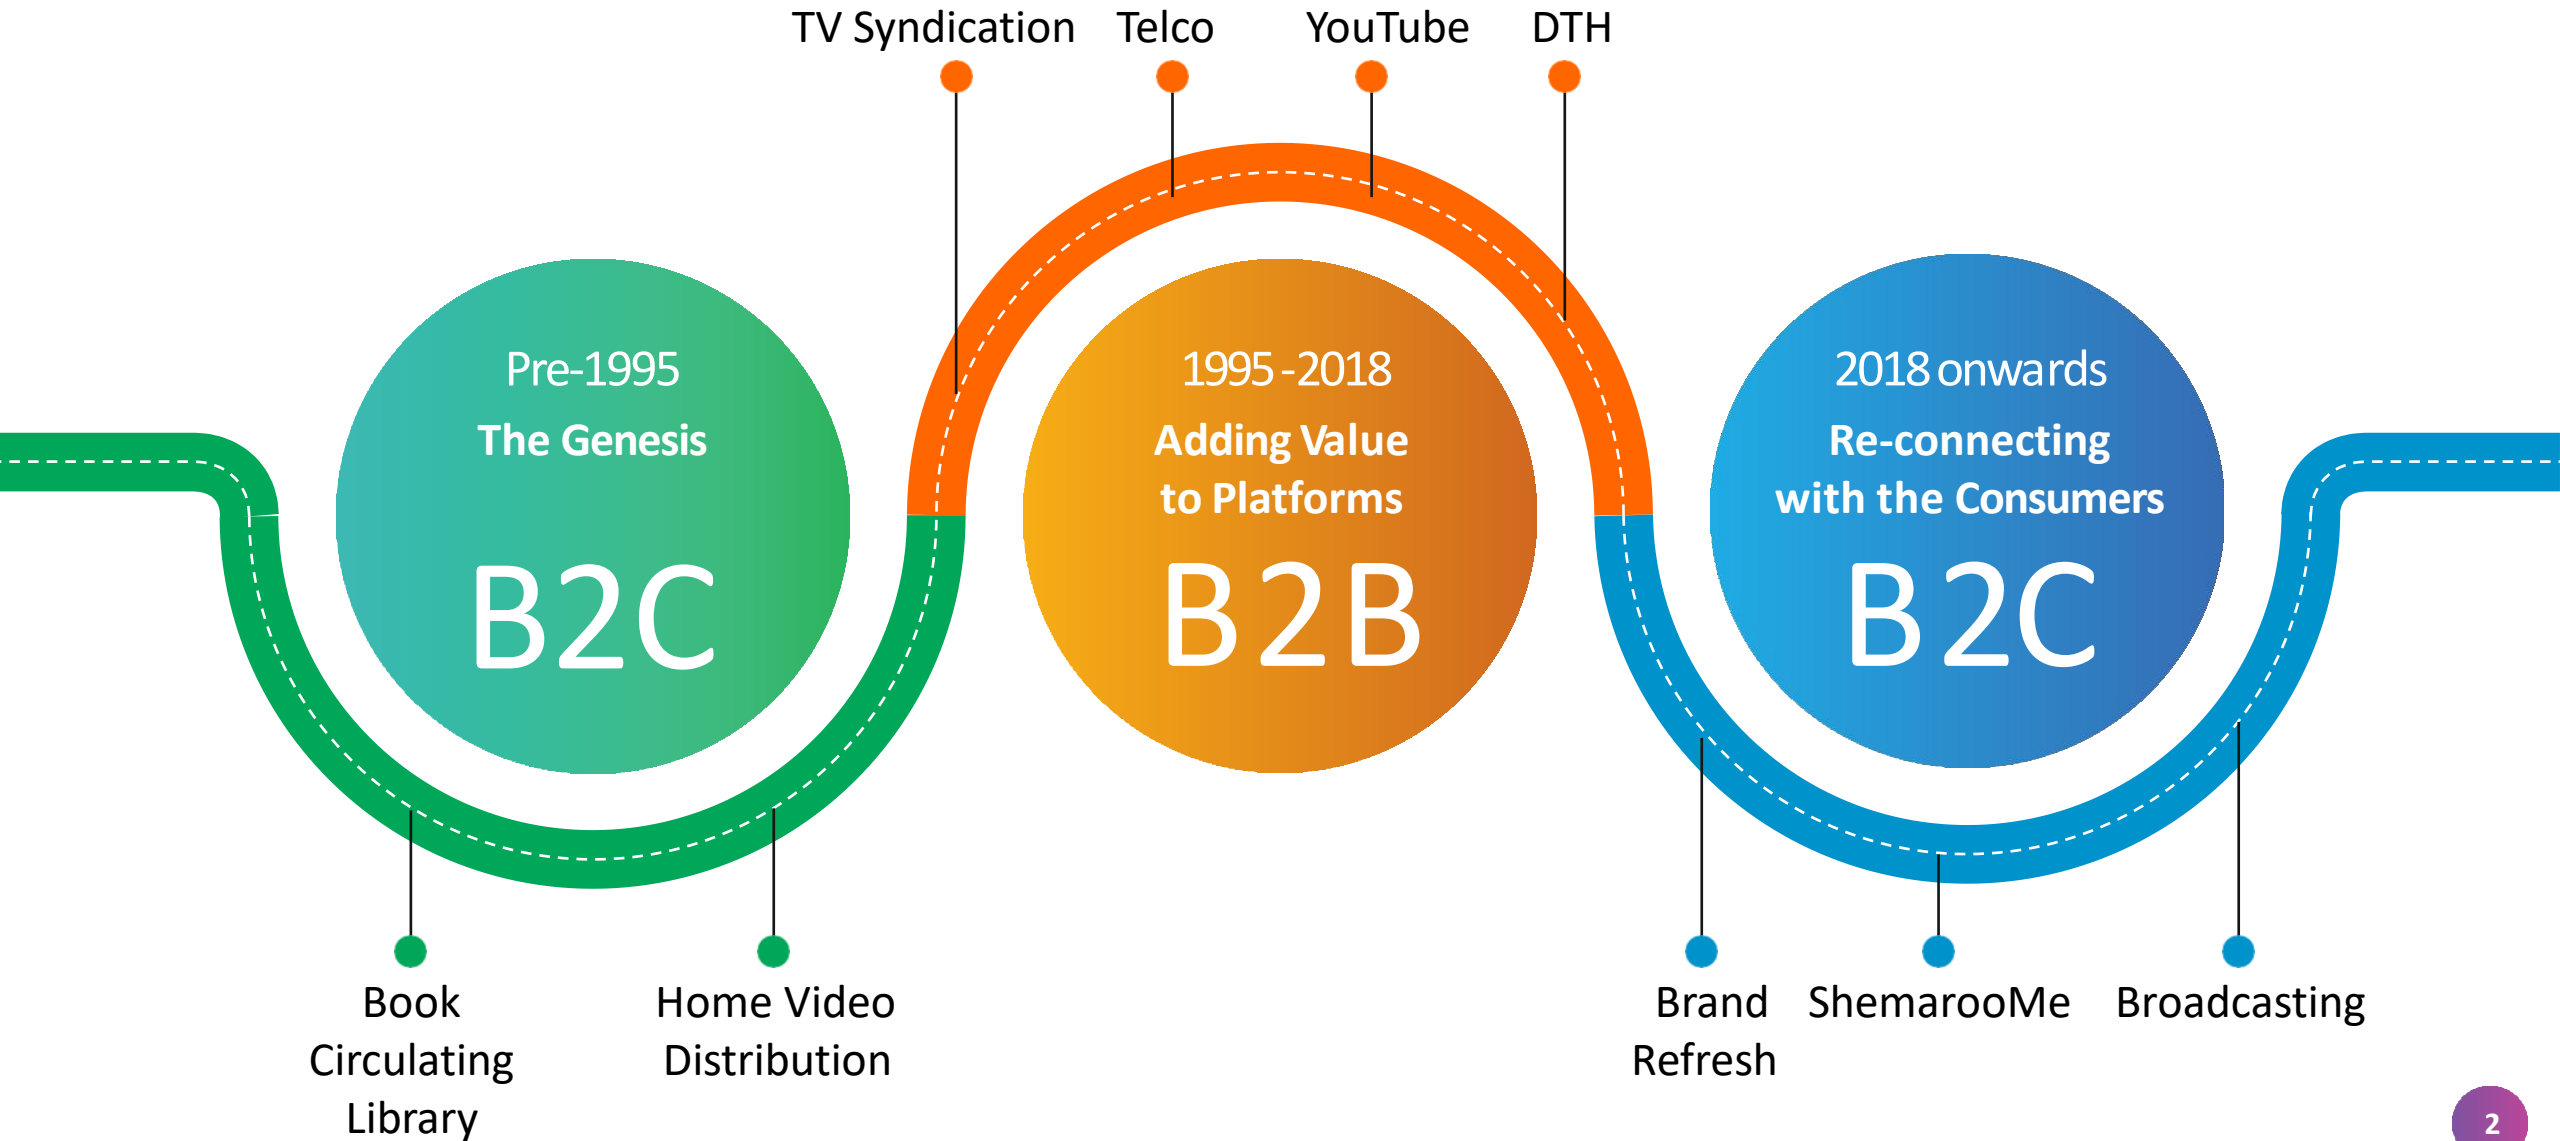 TV Syndication
Telco
YouTube
DTH
Pre-1995
The Genesis
B2C
1995-2018
Adding Value
to Platforms
B2B
2018 onwards
Re-connecting
with the Consumers
B2C
Book
Circulating
Library
Home Video
Distribution
Brand
Refresh
ShemarooMe
Broadcasting
2